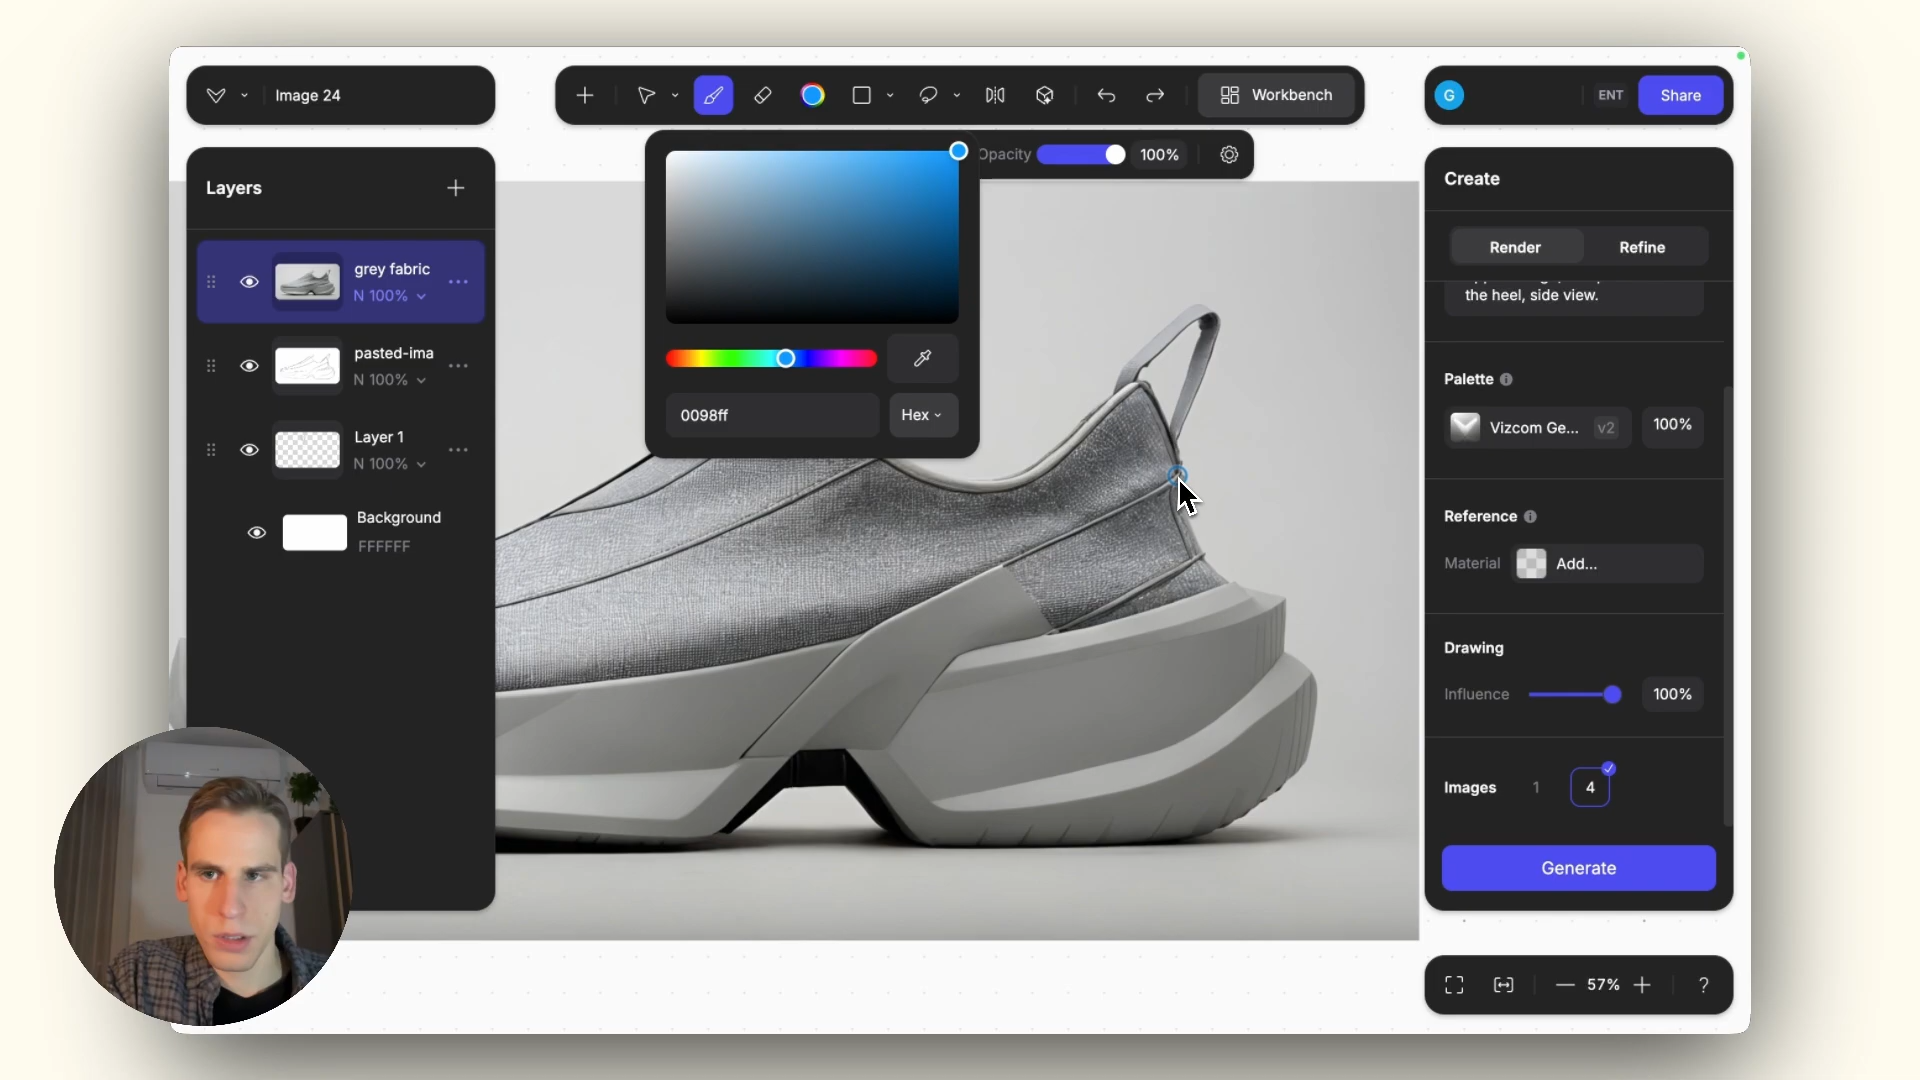 Image 24
Workbench
G
ENT
Share
Opacity
100%
Layers
grey fabric
N 100%
pasted-ima
N 100%
Layer 1
N 100%
Background
FFFFFF
0098ff
Hex
Create
Render
Refine
the heel, side view.
Palette
Vizcom Ge...
v2
100%
Reference
Material
Add...
Drawing
Influence
100%
Images
1
4
Generate
57%
?